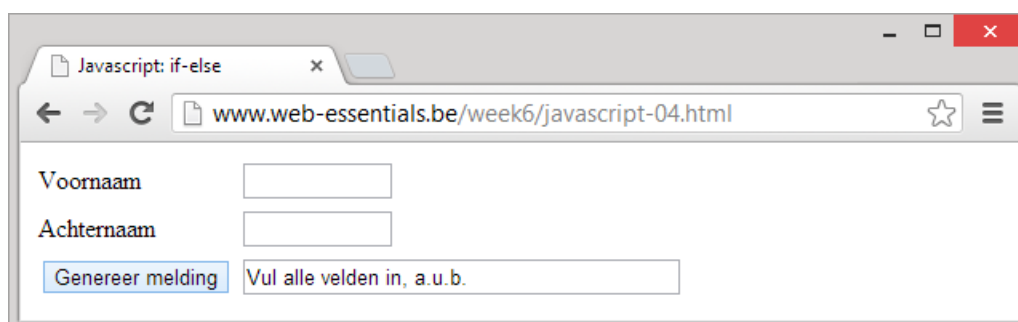 Javascript: if-else
www.web-essentials.be/week6/javascript-04.html
Voornaam
Achternaam
Genereer melding Vul alle velden in, a.u.b.